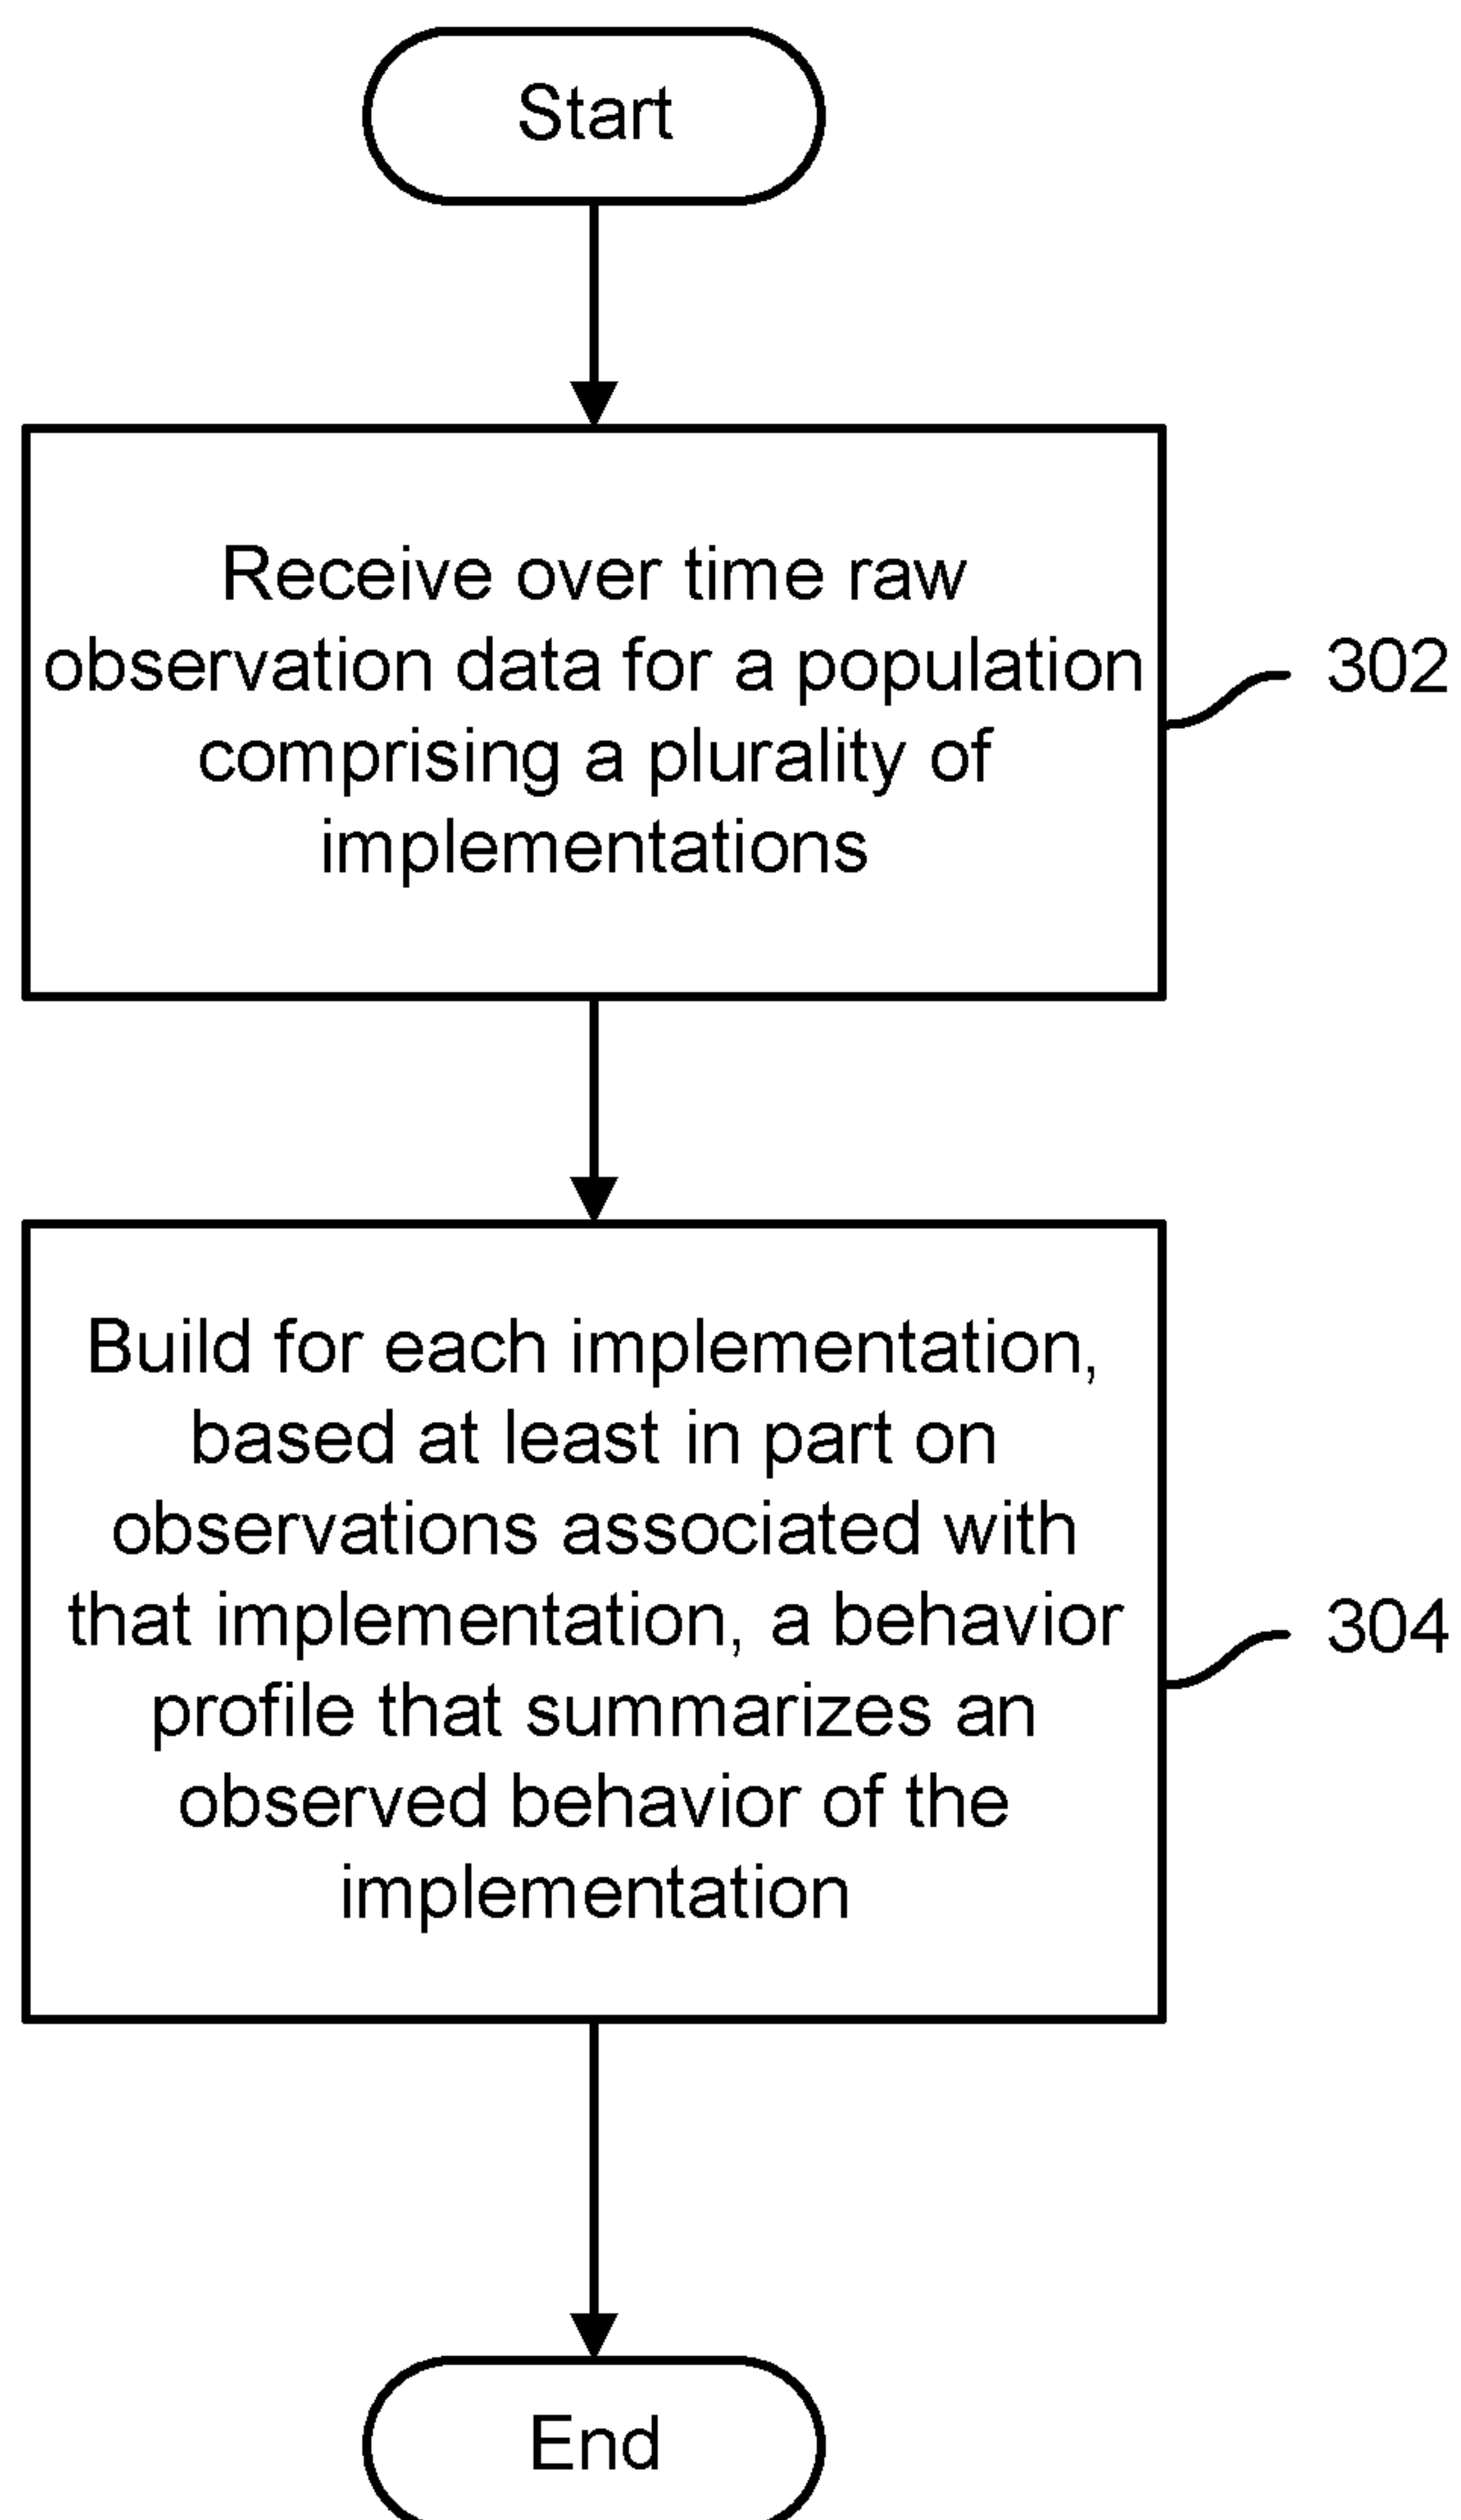 Start
Receive over time raw
observation data for a population
comprising a plurality of
implementations
302
Build for each implementation,
based at least in part on
observations associated with
that implementation, a behavior
profile that summarizes an
observed behavior of the
implementation
304
End